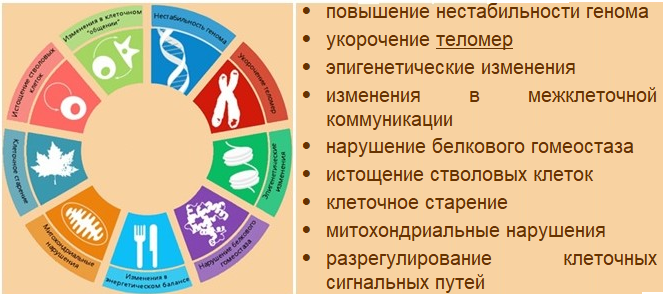 Нестабильность генома
Укорочение теломер
Эпигенетические
изменения
Нарушение белкового
гомеостаза
Изменения в
энергетическом балансе
Митохондриальные
нарушения
Клеточное старение
Истощение стволовых
клеток
Изменения в клеточном
"общении"
• повышение нестабильности генома
• укорочение теломер
• эпигенетические изменения
• изменения в межклеточной
коммуникации
• нарушение белкового гомеостаза
• истощение стволовых клеток
• клеточное старение
• митохондриальные нарушения
• разрегулирование клеточных
сигнальных путей